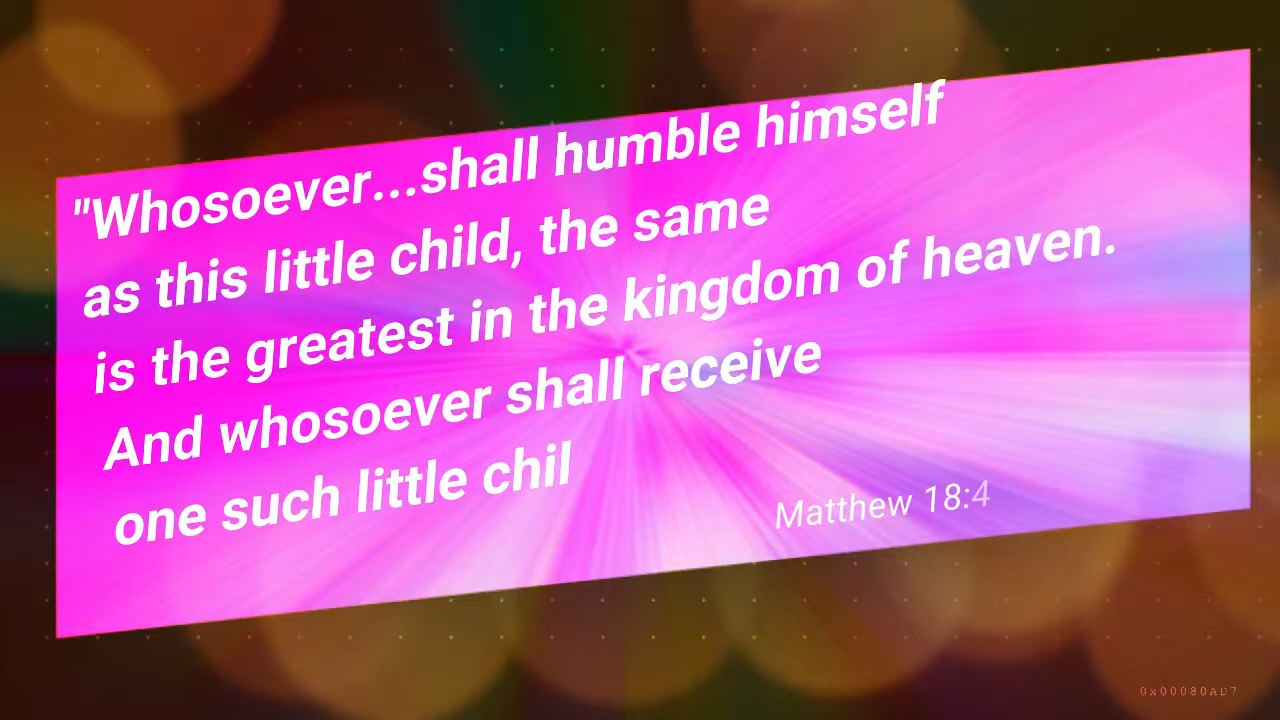 "Whosoever...shall humble himself
as this little child, the same
is the greatest in the kingdom of heaven.
And whosoever shall receive
one such little chil
Matthew 18:4
0x00080AD7